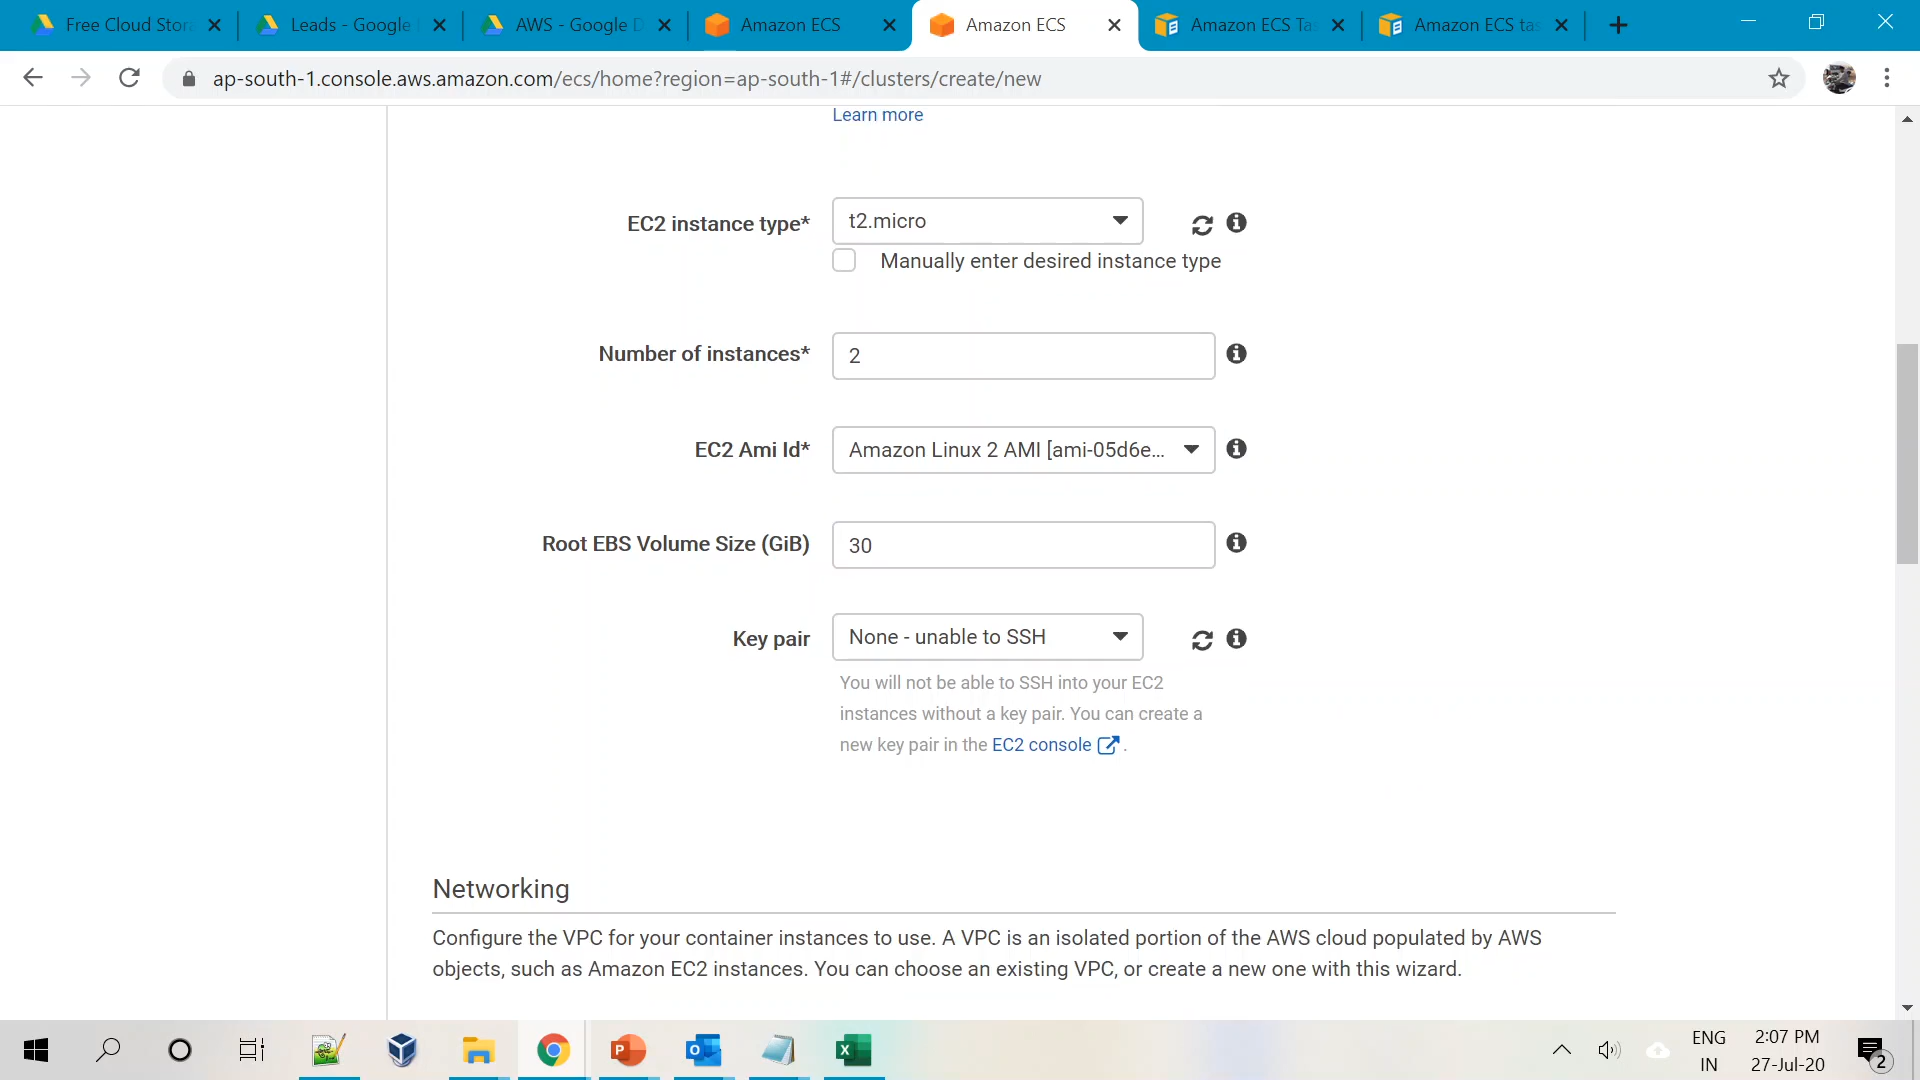 Free Cloud Stora
Leads - Google
AWS - Google D
Amazon ECS
Amazon ECS
Amazon ECS Ta
Amazon ECS tas
ap-south-1.console.aws.amazon.com/ecs/home?region=ap-south-1#/clusters/create/new
Learn more
EC2 instance type*
t2.micro
Manually enter desired instance type
Number of instances*
2
EC2 Ami Id*
Amazon Linux 2 AMI [ami-05d6e...
Root EBS Volume Size (GiB)
30
Key pair
None - unable to SSH
You will not be able to SSH into your EC2
instances without a key pair. You can create a
new key pair in the EC2 console .
Networking
Configure the VPC for your container instances to use. A VPC is an isolated portion of the AWS cloud populated by AWS
objects, such as Amazon EC2 instances. You can choose an existing VPC, or create a new one with this wizard.
ENG
IN
2:07 PM
27-Jul-20
2